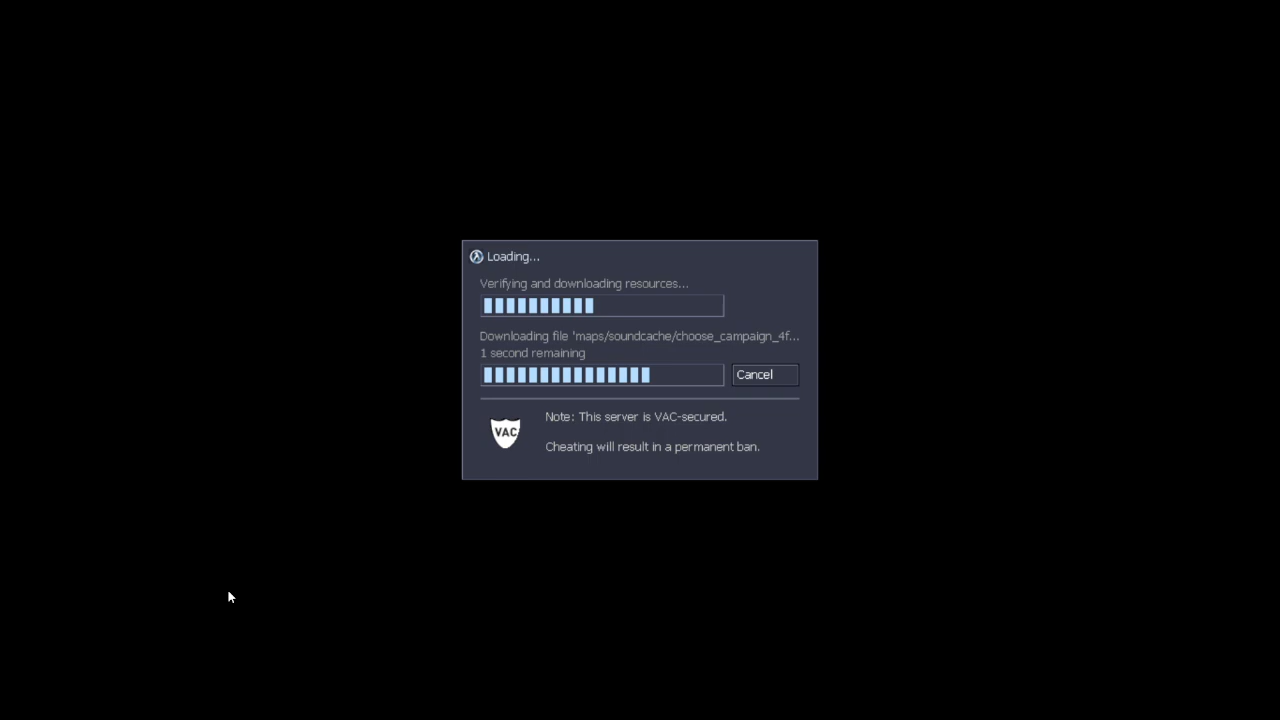 Loading...
Verifying and downloading resources...
Downloading file 'maps/soundcache/choose_campaign_4f...
1 second remaining
Cancel
VAC
Note: This server is VAC-secured.
Cheating will result in a permanent ban.